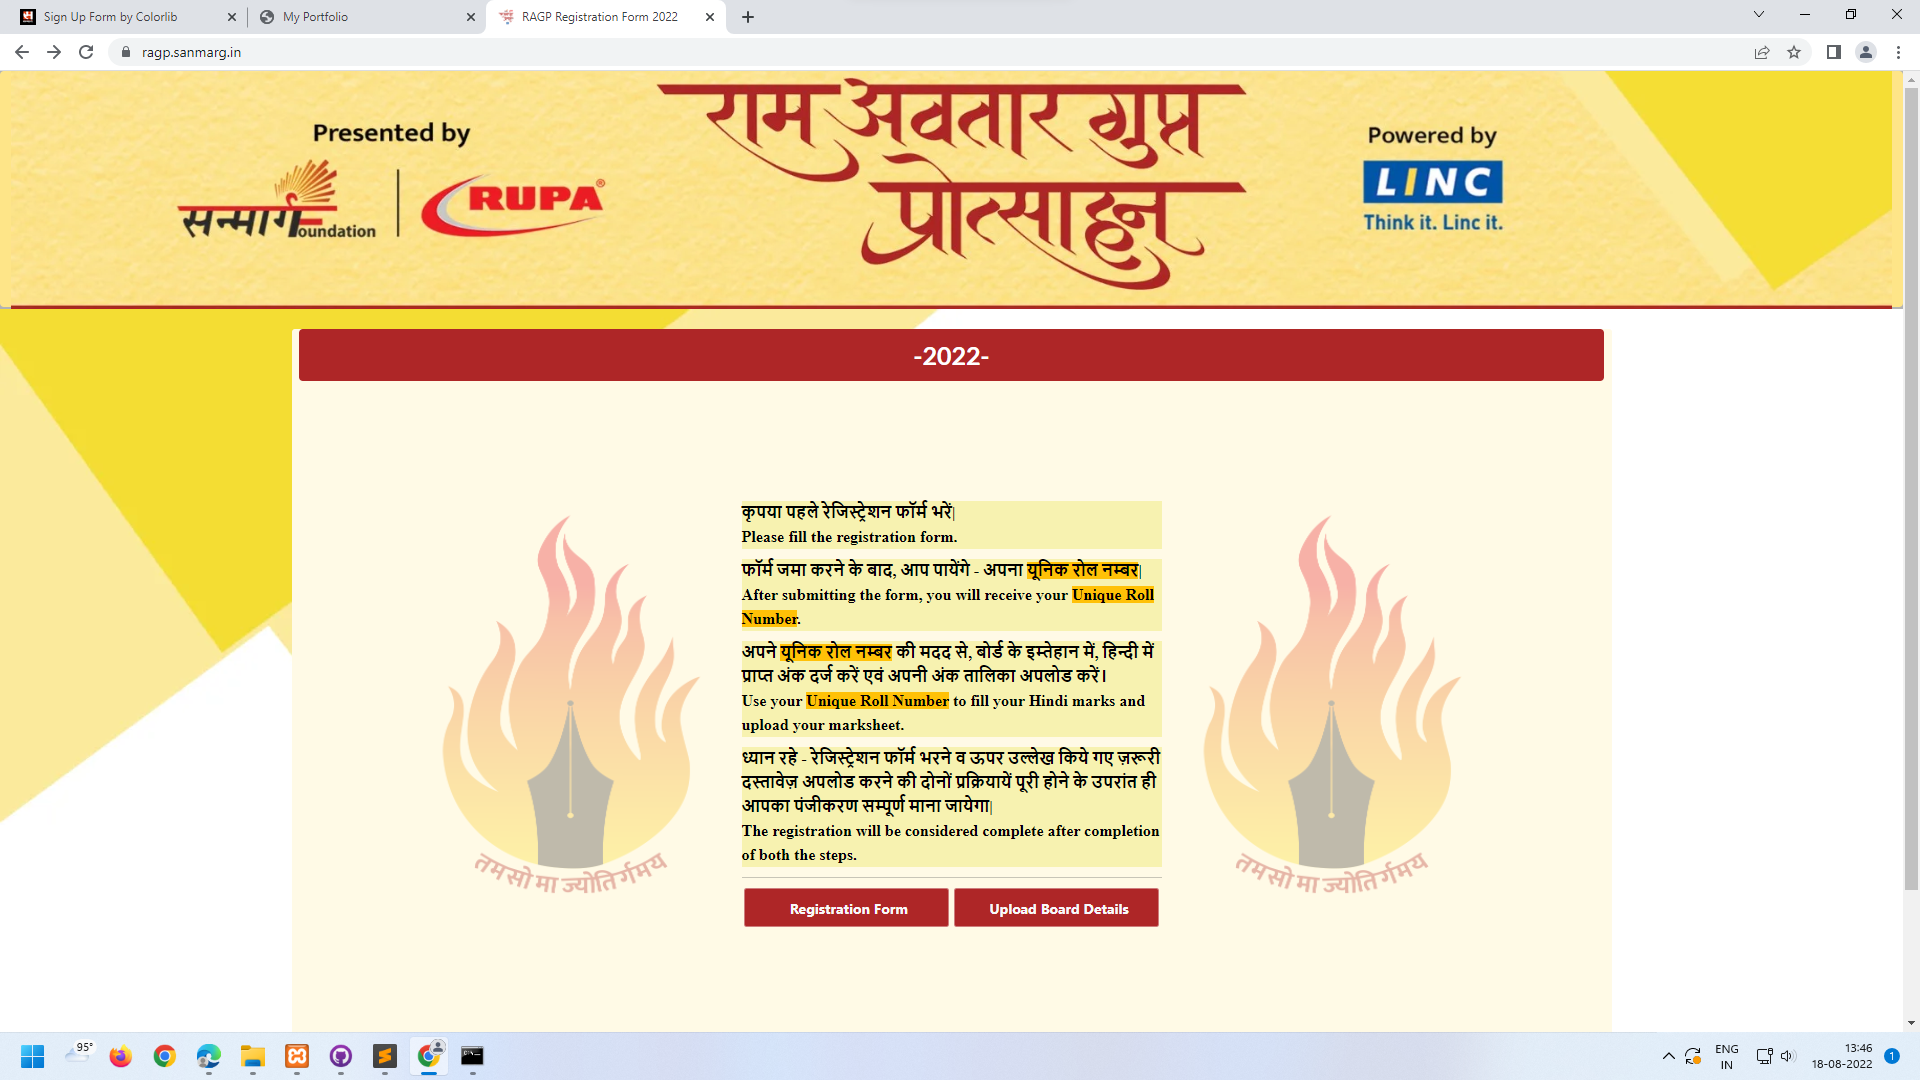 Sign Up Form by Colorlib
My Portfolio
RAGP Registration Form 2022
ragp.sanmarg.in
Presented by
सन्मार्ग Foundation
RUPA®
राम अवतार गुप्त
प्रोत्साहन
Powered by
LINC
Think it. Linc it.
-2022-
कृपया पहले रेजिस्ट्रेशन फॉर्म भरें|
Please fill the registration form.
फॉर्म जमा करने के बाद, आप पायेंगे - अपना यूनिक रोल नम्बर|
After submitting the form, you will receive your Unique Roll
Number.
अपने यूनिक रोल नम्बर की मदद से, बोर्ड के इम्तेहान में, हिन्दी में
प्राप्त अंक दर्ज करें एवं अपनी अंक तालिका अपलोड करें।
Use your Unique Roll Number to fill your Hindi marks and
upload your marksheet.
ध्यान रहे - रेजिस्ट्रेशन फॉर्म भरने व ऊपर उल्लेख किये गए ज़रूरी
दस्तावेज़ अपलोड करने की दोनों प्रक्रियायें पूरी होने के उपरांत ही
आपका पंजीकरण सम्पूर्ण माना जायेगा|
The registration will be considered complete after completion
of both the steps.
तमसो मा ज्योतिर्गमय
तमसो मा ज्योतिर्गमय
Registration Form
Upload Board Details
95°
ENG
IN
13:46
18-08-2022
1